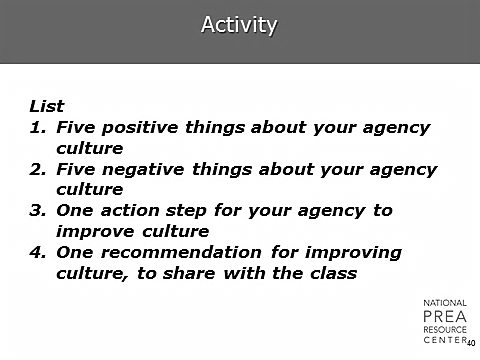 Activity
List
1. Five positive things about your agency
culture
2. Five negative things about your agency
culture
3. One action step for your agency to
improve culture
4. One recommendation for improving
culture, to share with the class
NATIONAL
PREA
RESOURCE
CENTER
40